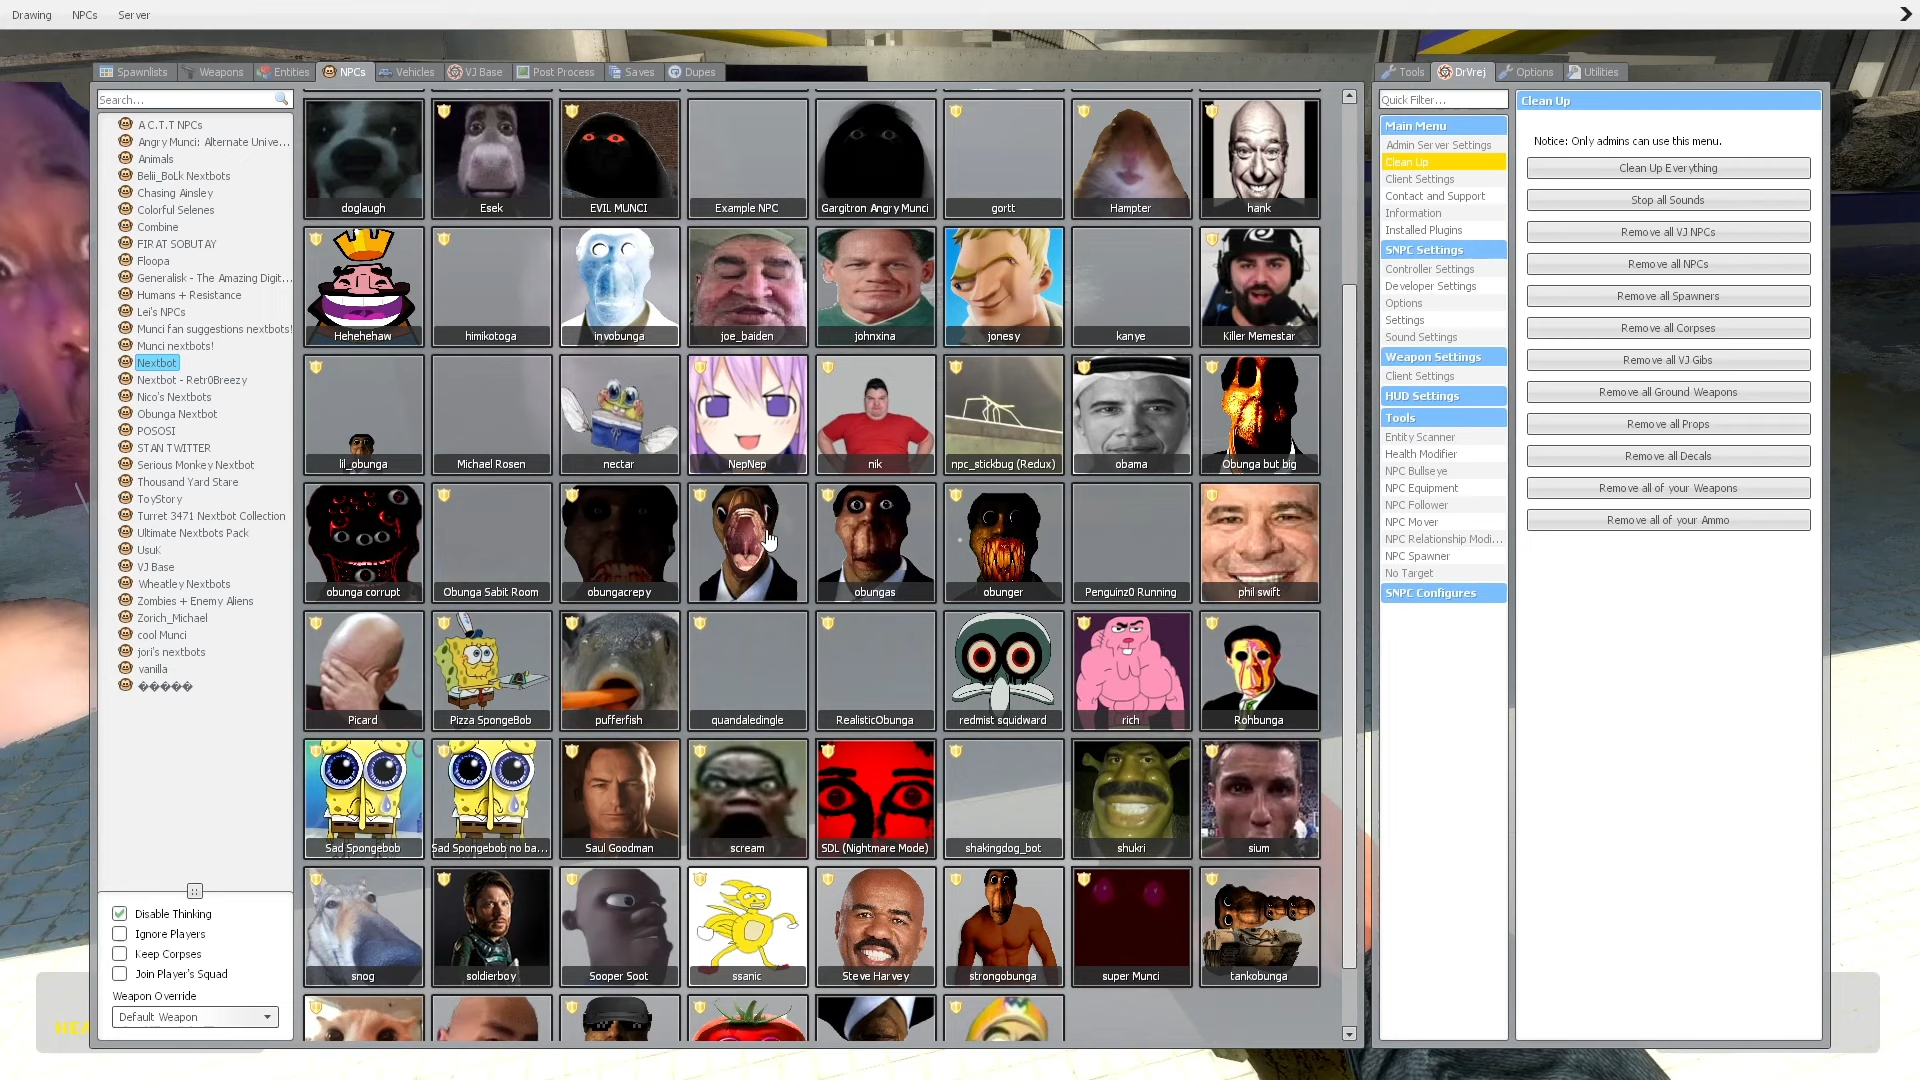 Drawing NPCs Server
Spawnlists Weapons Entities NPCs Vehicles VJ Base Post Process Saves Dupes
Tools DrVrej Options Utilities
Search...
A.C.T.T NPCs
Angry Munci: Alternate Unive...
Animals
Belii_BoLk Nextbots
Chasing Ainsley
Colorful Selenes
Combine
FIRAT SOBUTAY
Floopa
Generalisk - The Amazing Digit...
Humans + Resistance
Lei's NPCs
Munci fan suggestions nextbots!
Munci nextbots!
Nextbot
Nextbot - Retr0Breezy
Nico's Nextbots
Obunga Nextbot
POSOSI
STAN TWITTER
Serious Monkey Nextbot
Thousand Yard Stare
ToyStory
Turret 3471 Nextbot Collection
Ultimate Nextbots Pack
UsuK
VJ Base
Wheatley Nextbots
Zombies + Enemy Aliens
Zorich_Michael
cool Munci
jori's nextbots
vanilla
�����
Disable Thinking
Ignore Players
Keep Corpses
Join Player's Squad
Weapon Override
Default Weapon
doglaugh Esek EVIL MUNCI Example NPC Gargitron Angry Munci gortt Hampter hank
Hehehehaw himikotoga invobunga joe_baiden johnxina jonesy kanye Killer Memestar
lil_obunga Michael Rosen nectar NepNep nik npc_stickbug (Redux) obama Obunga but big
obunga corrupt Obunga Sabit Room obungacrepy obungas obunger Penguinz0 Running phil swift
Picard Pizza SpongeBob pufferfish quandaledingle RealisticObunga redmist squidward rich Rohbunga
Sad Spongebob Sad Spongebob no ba... Saul Goodman scream SDL (Nightmare Mode) shakingdog_bot shukri sium
snog soldierboy Sooper Soot ssanic Steve Harvey strongobunga super Munci tankobunga
Quick Filter...
Main Menu
Admin Server Settings
Clean Up
Client Settings
Contact and Support
Information
Installed Plugins
SNPC Settings
Controller Settings
Developer Settings
Options
Settings
Sound Settings
Weapon Settings
Client Settings
HUD Settings
Tools
Entity Scanner
Health Modifier
NPC Bullseye
NPC Equipment
NPC Follower
NPC Mover
NPC Relationship Modi...
NPC Spawner
No Target
SNPC Configures
Clean Up
Notice: Only admins can use this menu.
Clean Up Everything
Stop all Sounds
Remove all VJ NPCs
Remove all NPCs
Remove all Spawners
Remove all Corpses
Remove all VJ Gibs
Remove all Ground Weapons
Remove all Props
Remove all Decals
Remove all of your Weapons
Remove all of your Ammo